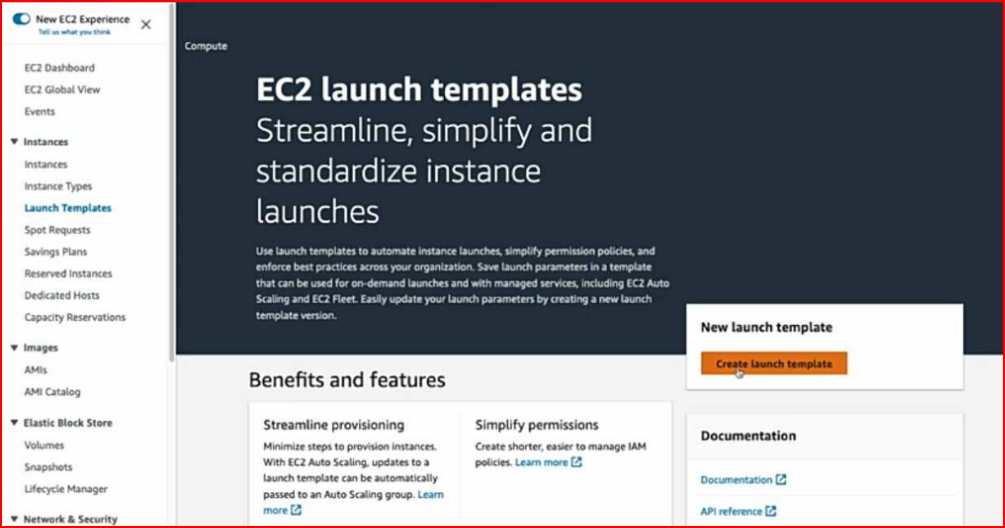 New EC2 Experience
Tell us what you think
EC2 Dashboard
EC2 Global View
Events
Instances
Instances
Instance Types
Launch Templates
Spot Requests
Savings Plans
Reserved Instances
Dedicated Hosts
Capacity Reservations
Images
AMIs
AMI Catalog
Elastic Block Store
Volumes
Snapshots
Lifecycle Manager
Network & Security
Compute
EC2 launch templates
Streamline, simplify and
standardize instance
launches
Use launch templates to automate instance launches, simplify permission policies, and
enforce best practices across your organization. Save launch parameters in a template
that can be used for on-demand launches and with managed services, including EC2 Auto
Scaling and EC2 Fleet. Easily update your launch parameters by creating a new launch
template version.
New launch template
Create launch template
Benefits and features
Streamline provisioning
Minimize steps to provision instances.
With EC2 Auto Scaling, updates to a
launch template can be automatically
passed to an Auto Scaling group. Learn
more
Simplify permissions
Create shorter, easier to manage IAM
policies. Learn more
Documentation
Documentation
API reference